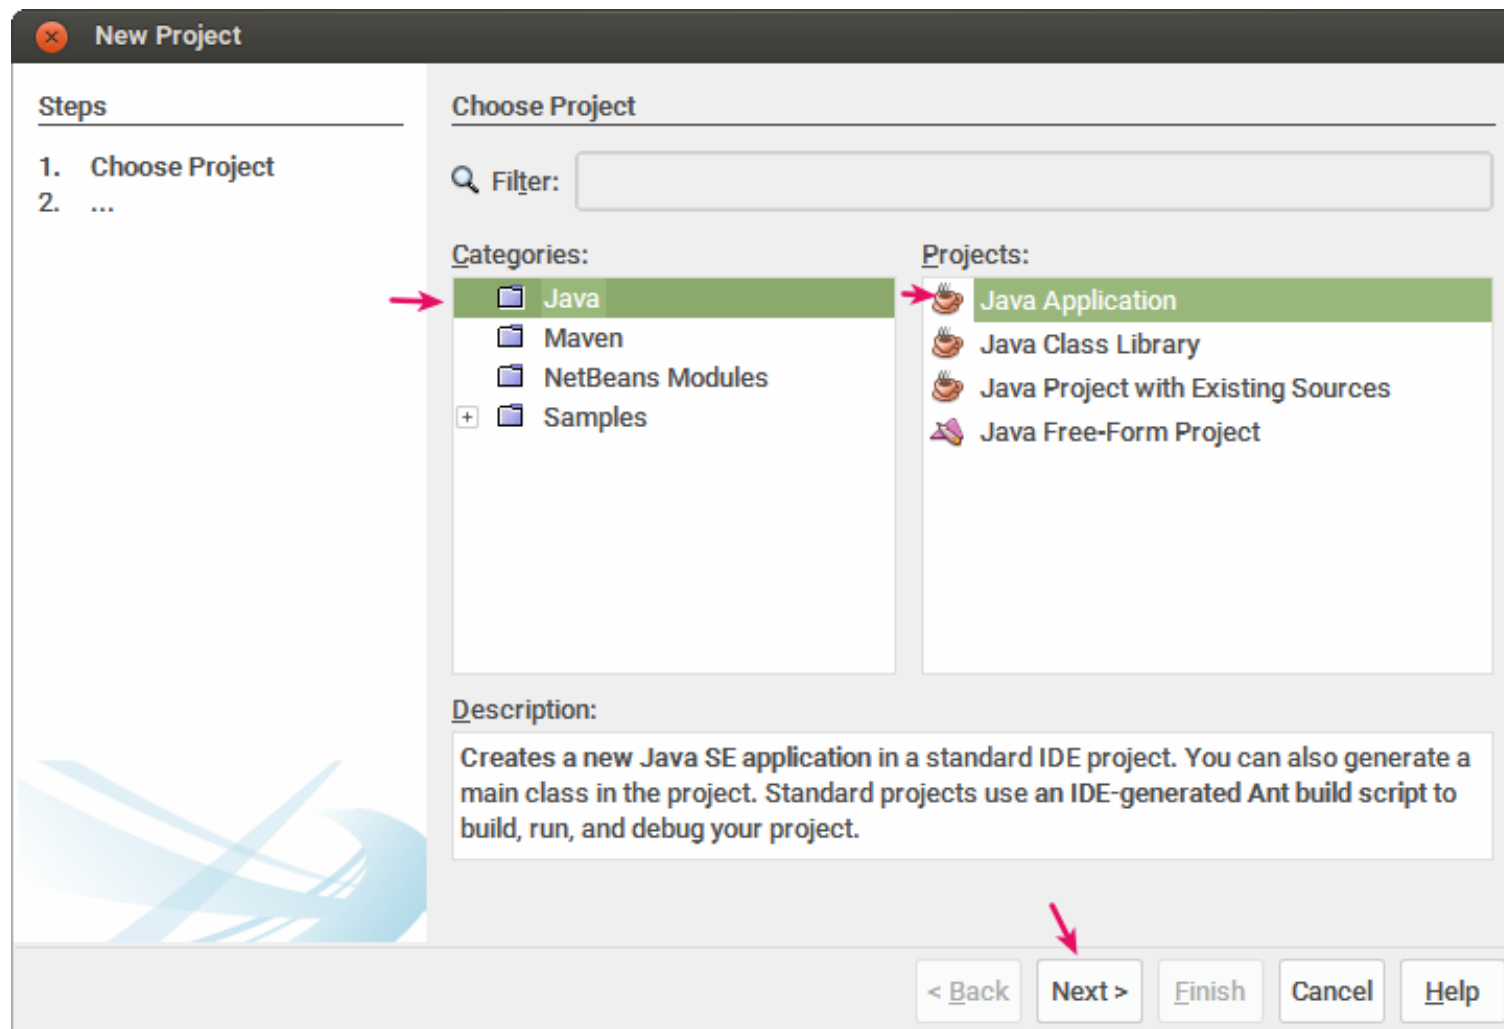 New Project
Steps
1. Choose Project
2. ...
Choose Project
Filter:
Categories:
Java
Maven
NetBeans Modules
Samples
Projects:
Java Application
Java Class Library
Java Project with Existing Sources
Java Free-Form Project
Description:
Creates a new Java SE application in a standard IDE project. You can also generate a
main class in the project. Standard projects use an IDE-generated Ant build script to
build, run, and debug your project.
< Back Next > Finish Cancel Help